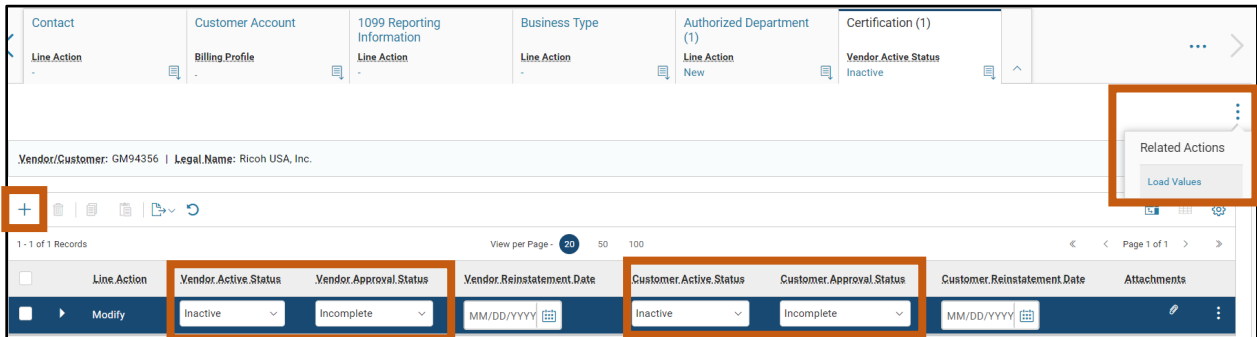 Contact
Customer Account
1099 Reporting
Information
Business Type
Authorized Department
(1)
Certification (1)
Line Action
Billing Profile
Line Action
Line Action
Line Action
Vendor Active Status
-
-
-
-
New
Inactive
Related Actions
Load Values
Vendor/Customer: GM94356 | Legal Name: Ricoh USA, Inc.
1 - 1 of 1 Records
View per Page - 20 50 100
Page 1 of 1
Line Action Vendor Active Status Vendor Approval Status Vendor Reinstatement Date Customer Active Status Customer Approval Status Customer Reinstatement Date Attachments
Modify Inactive Incomplete MM/DD/YYYY Inactive Incomplete MM/DD/YYYY